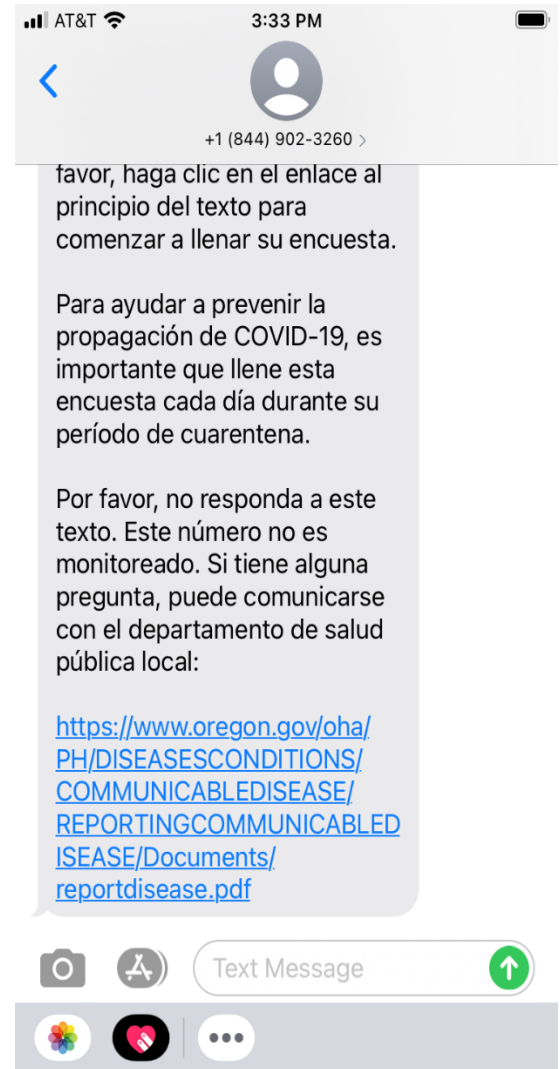 AT&T
3:33 PM
+1 (844) 902-3260 >
favor, haga clic en el enlace al
principio del texto para
comenzar a llenar su encuesta.
Para ayudar a prevenir la
propagación de COVID-19, es
importante que llene esta
encuesta cada día durante su
período de cuarentena.
Por favor, no responda a este
texto. Este número no es
monitoreado. Si tiene alguna
pregunta, puede comunicarse
con el departamento de salud
pública local:
https://www.oregon.gov/oha/
PH/DISEASESCONDITIONS/
COMMUNICABLEDISEASE/
REPORTINGCOMMUNICABLED
ISEASE/Documents/
reportdisease.pdf
Text Message